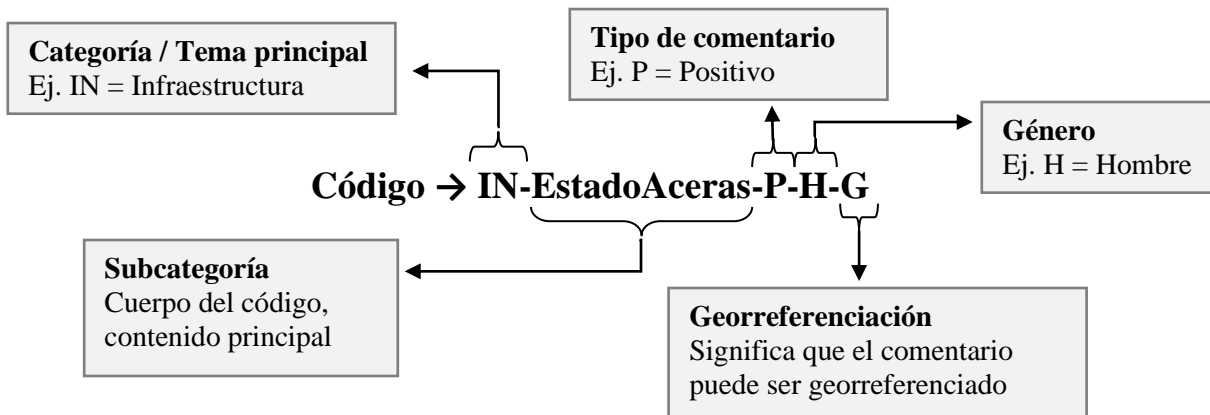 Categoría / Tema principal
Ej. IN = Infraestructura
Tipo de comentario
Ej. P = Positivo
Género
Ej. H = Hombre
Código → IN-EstadoAceras-P-H-G
Subcategoría
Cuerpo del código,
contenido principal
Georreferenciación
Significa que el comentario
puede ser georreferenciado